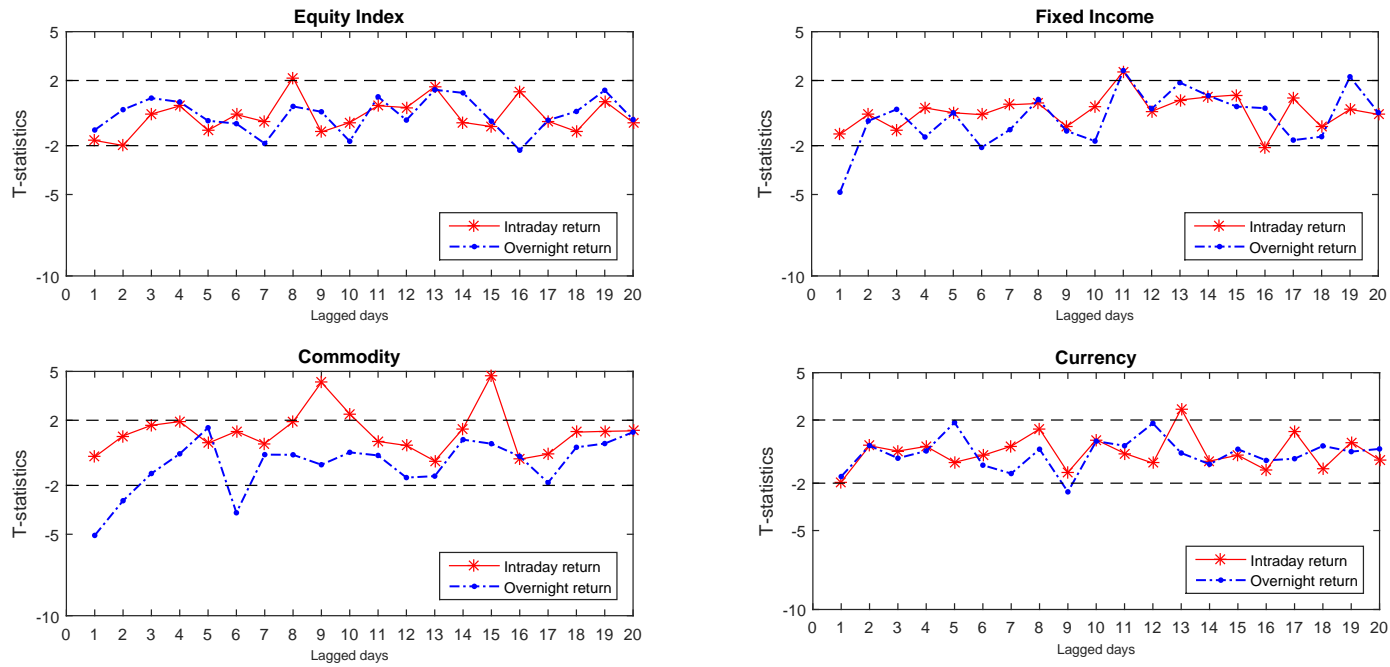 Equity Index
T-statistics
5
2
-2
-5
-10
0 1 2 3 4 5 6 7 8 9 10 11 12 13 14 15 16 17 18 19 20
Lagged days
Intraday return
Overnight return
Fixed Income
T-statistics
5
2
-2
-5
-10
0 1 2 3 4 5 6 7 8 9 10 11 12 13 14 15 16 17 18 19 20
Lagged days
Intraday return
Overnight return
Commodity
T-statistics
5
2
-2
-5
-10
0 1 2 3 4 5 6 7 8 9 10 11 12 13 14 15 16 17 18 19 20
Lagged days
Intraday return
Overnight return
Currency
T-statistics
5
2
-2
-5
-10
0 1 2 3 4 5 6 7 8 9 10 11 12 13 14 15 16 17 18 19 20
Lagged days
Intraday return
Overnight return